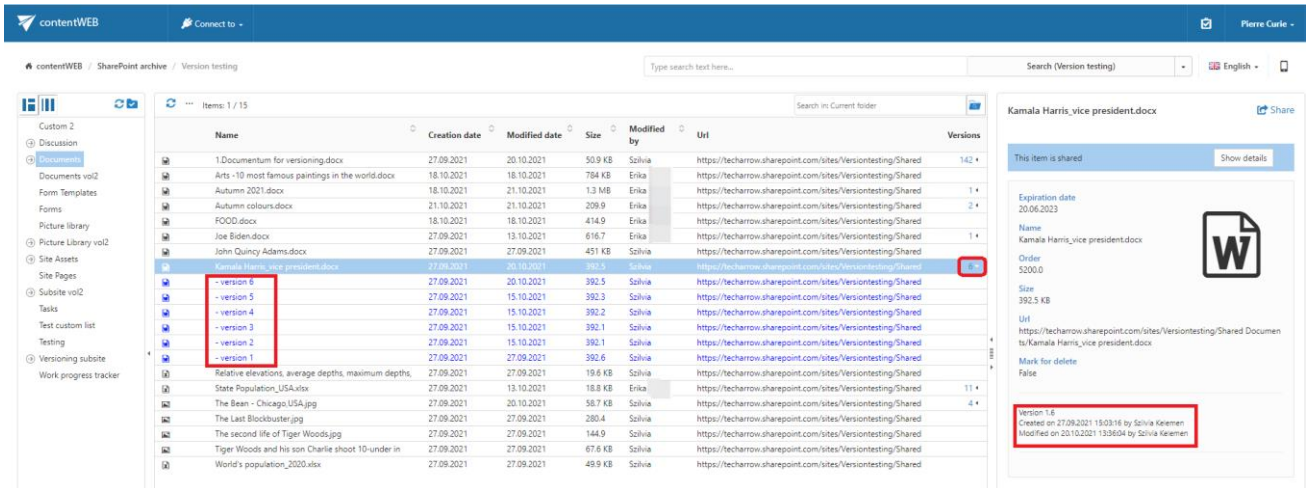 contentWEB Connect to Pierre Curie
contentWEB / SharePoint archive / Version testing Type search text here... Search (Version testing) English
Items: 1 / 15 Search in: Current folder
Custom 2
Discussion
Documents
Documents vol2
Form Templates
Forms
Picture library
Picture Library vol2
Site Assets
Site Pages
Subsite vol2
Tasks
Test custom list
Testing
Versioning subsite
Work progress tracker
Name Creation date Modified date Size Modified by Url Versions
1.Documentum for versioning.docx 27.09.2021 20.10.2021 50.9 KB Szilvia https://techarrow.sharepoint.com/sites/Versiontesting/Shared 142
Arts -10 most famous paintings in the world.docx 18.10.2021 18.10.2021 784 KB Erika https://techarrow.sharepoint.com/sites/Versiontesting/Shared
Autumn 2021.docx 18.10.2021 21.10.2021 1.3 MB Erika https://techarrow.sharepoint.com/sites/Versiontesting/Shared 1
Autumn colours.docx 21.10.2021 21.10.2021 209.9 Erika https://techarrow.sharepoint.com/sites/Versiontesting/Shared 2
FOOD.docx 18.10.2021 18.10.2021 414.9 Erika https://techarrow.sharepoint.com/sites/Versiontesting/Shared
Joe Biden.docx 27.09.2021 13.10.2021 616.7 Erika https://techarrow.sharepoint.com/sites/Versiontesting/Shared 1
John Quincy Adams.docx 27.09.2021 27.09.2021 451 KB Szilvia https://techarrow.sharepoint.com/sites/Versiontesting/Shared
Kamala Harris_vice president.docx 27.09.2021 20.10.2021 392.5 Szilvia https://techarrow.sharepoint.com/sites/Versiontesting/Shared 6
- version 6 27.09.2021 20.10.2021 392.5 Szilvia https://techarrow.sharepoint.com/sites/Versiontesting/Shared
- version 5 27.09.2021 15.10.2021 392.3 Szilvia https://techarrow.sharepoint.com/sites/Versiontesting/Shared
- version 4 27.09.2021 15.10.2021 392.2 Szilvia https://techarrow.sharepoint.com/sites/Versiontesting/Shared
- version 3 27.09.2021 15.10.2021 392.1 Szilvia https://techarrow.sharepoint.com/sites/Versiontesting/Shared
- version 2 27.09.2021 15.10.2021 392.1 Szilvia https://techarrow.sharepoint.com/sites/Versiontesting/Shared
- version 1 27.09.2021 27.09.2021 392.6 Szilvia https://techarrow.sharepoint.com/sites/Versiontesting/Shared
Relative elevations, average depths, maximum depths, 27.09.2021 27.09.2021 19.6 KB Szilvia https://techarrow.sharepoint.com/sites/Versiontesting/Shared
State Population_USA.xlsx 27.09.2021 13.10.2021 18.8 KB Erika https://techarrow.sharepoint.com/sites/Versiontesting/Shared 11
The Bean - Chicago,USA.jpg 27.09.2021 20.10.2021 58.7 KB Szilvia https://techarrow.sharepoint.com/sites/Versiontesting/Shared 4
The Last Blockbuster.jpg 27.09.2021 27.09.2021 280.4 Szilvia https://techarrow.sharepoint.com/sites/Versiontesting/Shared
The second life of Tiger Woods.jpg 27.09.2021 27.09.2021 144.9 Szilvia https://techarrow.sharepoint.com/sites/Versiontesting/Shared
Tiger Woods and his son Charlie shoot 10-under in 27.09.2021 27.09.2021 67.6 KB Szilvia https://techarrow.sharepoint.com/sites/Versiontesting/Shared
World's population_2020.xlsx 27.09.2021 27.09.2021 49.9 KB Szilvia https://techarrow.sharepoint.com/sites/Versiontesting/Shared
Kamala Harris_vice president.docx Share
This item is shared Show details
Expiration date
20.06.2023
Name
Kamala Harris_vice president.docx
Order
5200.0
Size
392.5 KB
Url
https://techarrow.sharepoint.com/sites/Versiontesting/Shared Documen
ts/Kamala Harris_vice president.docx
Mark for delete
False
W
Version 1.6
Created on 27.09.2021 15:03:16 by Szilvia Kelemen
Modified on 20.10.2021 13:36:04 by Szilvia Kelemen